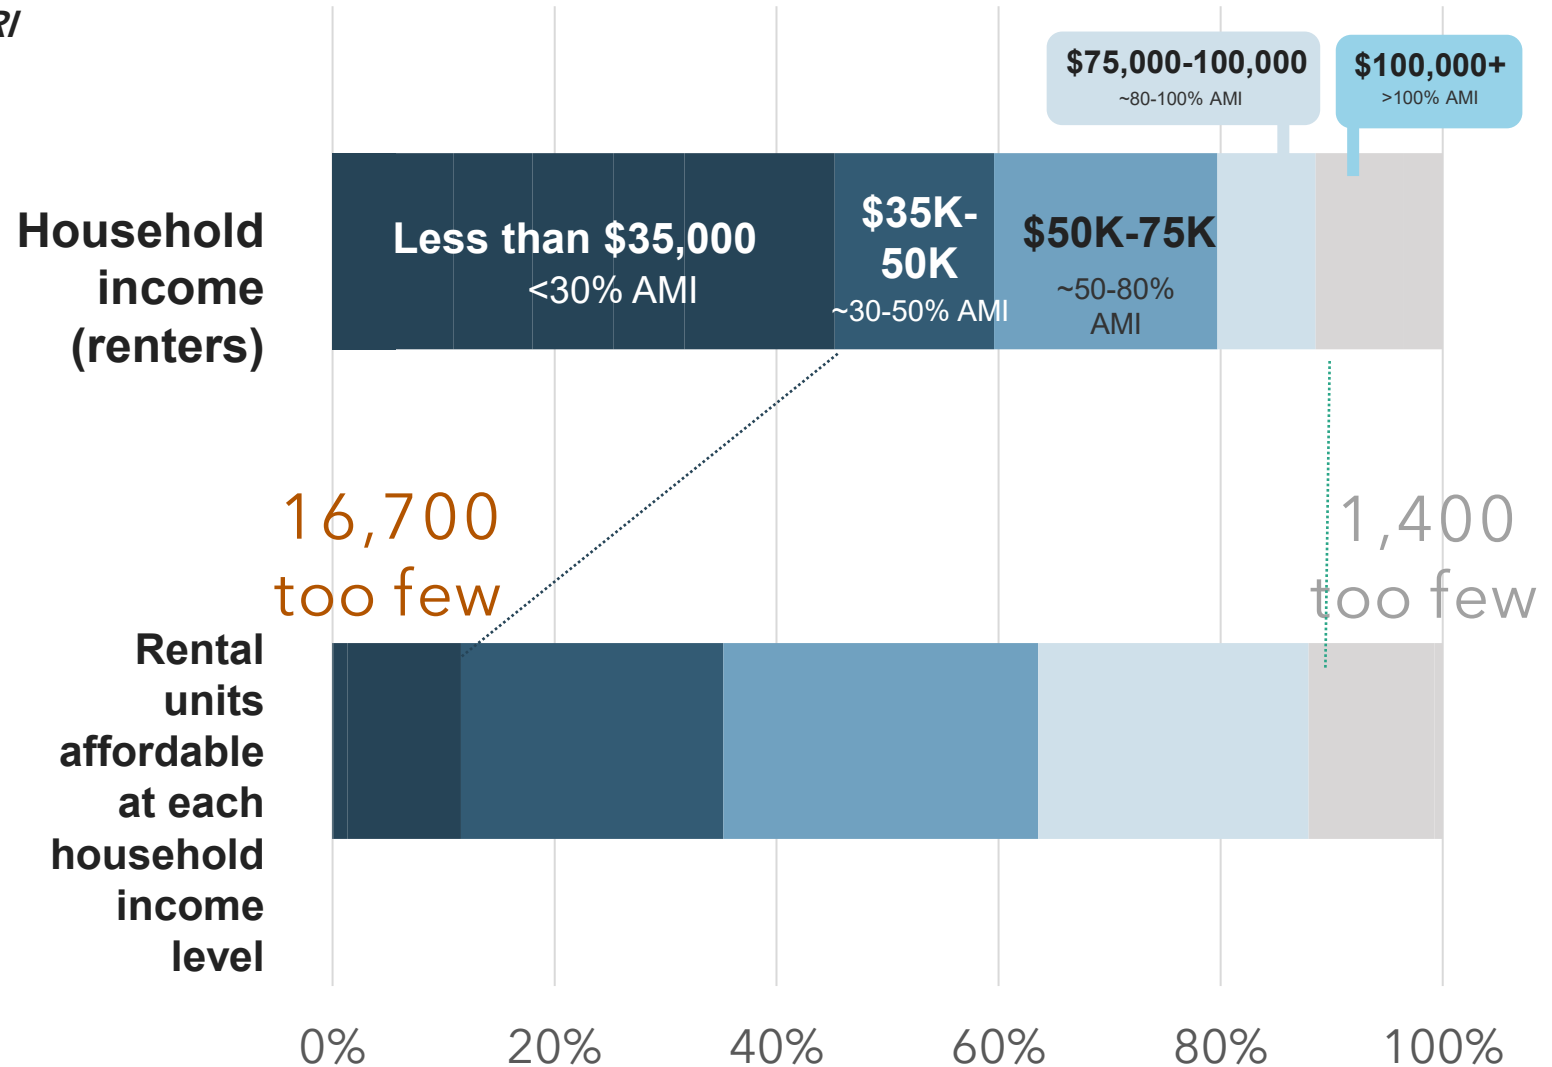 RI
$75,000-100,000
~80-100% AMI
$100,000+
>100% AMI
Household
income
(renters)
Less than $35,000
<30% AMI
$35K-
50K
~30-50% AMI
$50K-75K
~50-80%
AMI
16,700
too few
1,400
too few
Rental
units
affordable
at each
household
income
level
0%
20%
40%
60%
80%
100%